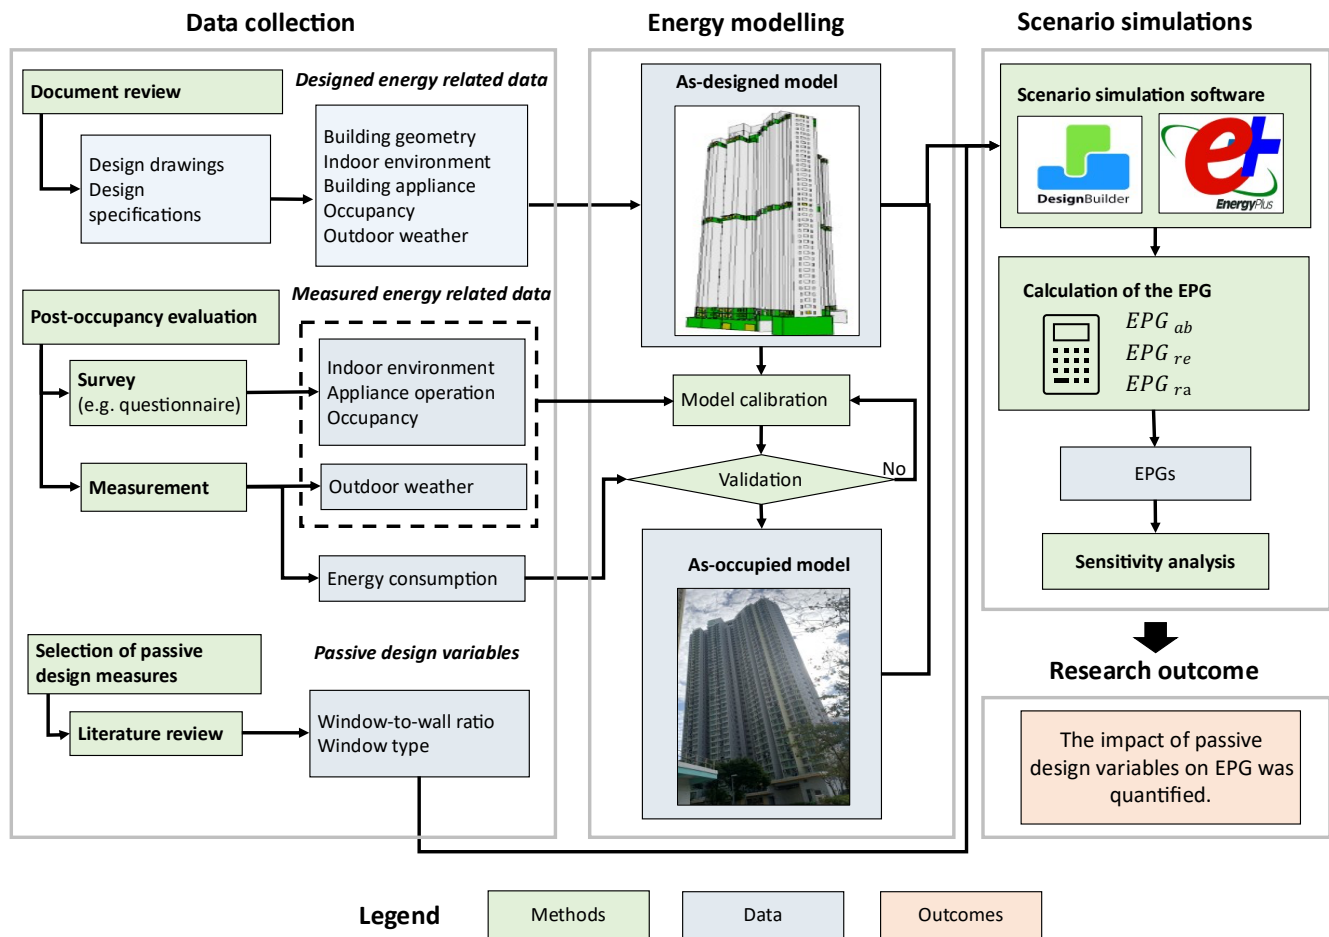 Data collection
Energy modelling
Scenario simulations
Document review
Designed energy related data
Design drawings
Design
specifications
Building geometry
Indoor environment
Building appliance
Occupancy
Outdoor weather
Post-occupancy evaluation
Measured energy related data
Survey
(e.g. questionnaire)
Indoor environment
Appliance operation
Occupancy
Measurement
Outdoor weather
Energy consumption
Selection of passive
design measures
Passive design variables
Literature review
Window-to-wall ratio
Window type
As-designed model
Model calibration
No
Validation
As-occupied model
Scenario simulation software
DesignBuilder
e+
EnergyPlus
Calculation of the EPG
EPG ab
EPG re
EPG ra
EPGs
Sensitivity analysis
Research outcome
The impact of passive
design variables on EPG was
quantified.
Legend
Methods
Data
Outcomes